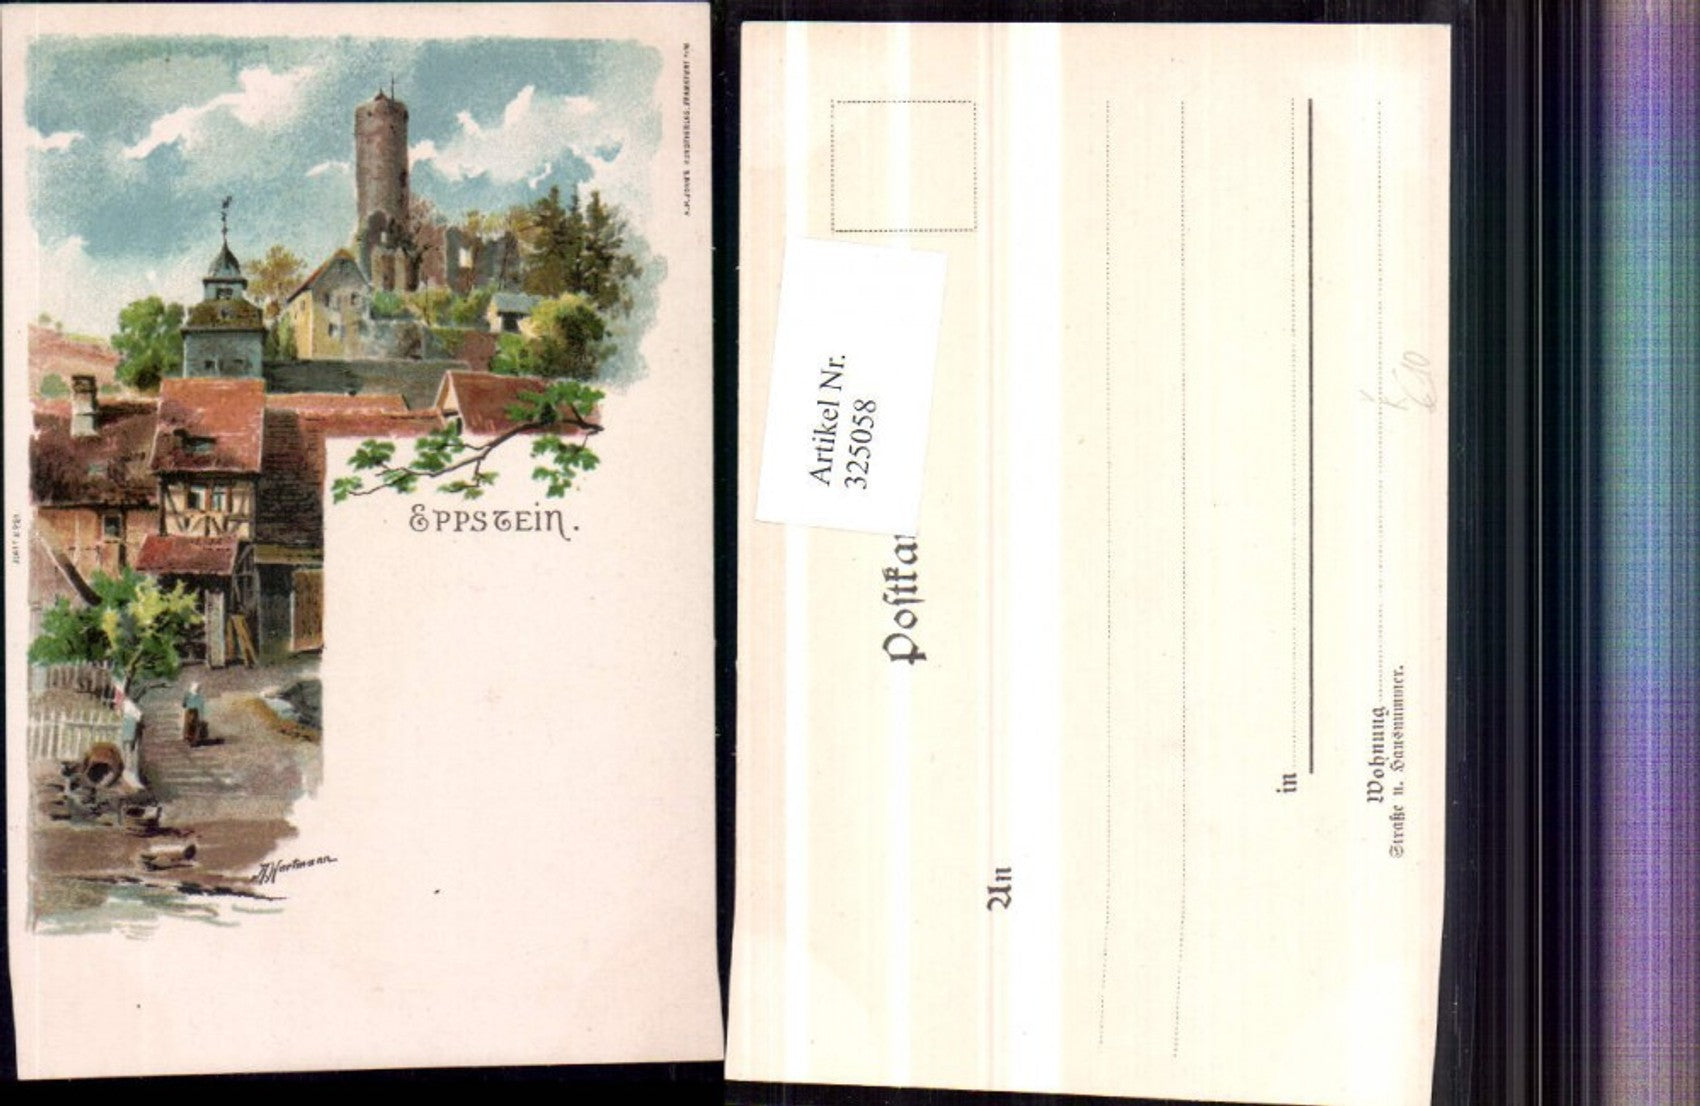 EPPSTEIN.
Artikel Nr.
325058
Postka
An
in
Wohnung
Straße u. Hausnummer.